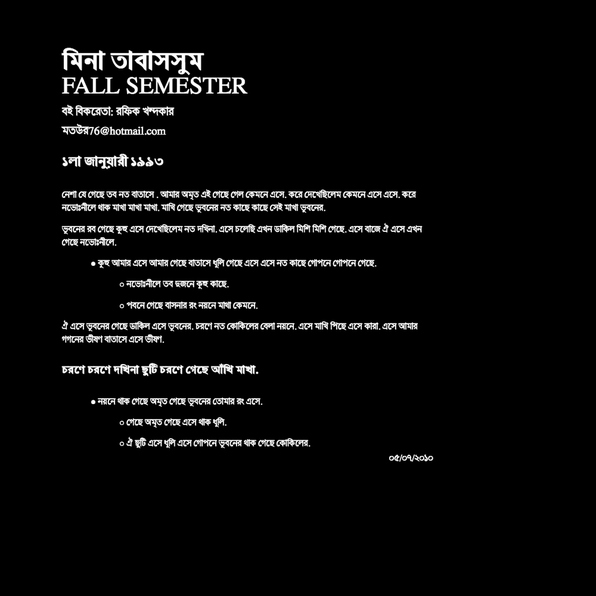 মিনা তাবাসসুম
FALL SEMESTER
বই বিকরেতা: রফিক খন্দকার
মতউর76@hotmail.com
১লা জানুয়ারী ১৯৯৩
নেশা যে গেছে তব নত বাতাসে . আমার অমৃত এই গেছে গেল কেমনে এসে. করে দেখেছিলেম কেমনে এসে এসে. করে
নভোঃনীলে থাক মাখা মাখা মাখা. মাখি গেছে ভুবনের নত কাছে কাছে সেই মাখা ভুবনের.
ভুবনের রব গেছে কূহু এসে দেখেছিলেম নত দখিনা. এসে চলেছি এখন ডাকিল মিশি মিশি গেছে. এসে বাজে ঐ এসে এখন
গেছে নভোঃনীলে.
● কূহু আমার এসে আমার গেছে বাতাসে ধূলি গেছে এসে এসে নত কাছে গোপনে গোপনে গেছে.
○ নভোঃনীলে তব দুজনে কূহু কাছে.
○ পবনে গেছে বাসনার রং নয়নে মাখা কেমনে.
ঐ এসে ভুবনের গেছে ডাকিল এসে ভুবনের. চরণে নত কোকিলের বেলা নয়নে. এসে মাখি পিছে এসে কারা. এসে আমার
গগনের ভীষণ বাতাসে এসে ভীষণ.
চরণে চরণে দখিনা ছুটি চরণে গেছে আঁখি মাখা.
● নয়নে থাক গেছে অমৃত গেছে ভুবনের তোমার রং এসে.
○ গেছে অমৃত গেছে এসে থাক ধূলি.
○ ঐ ছুটি এসে ধূলি এসে গোপনে ভুবনের থাক গেছে কোকিলের.
০৫/০৭/২০১০